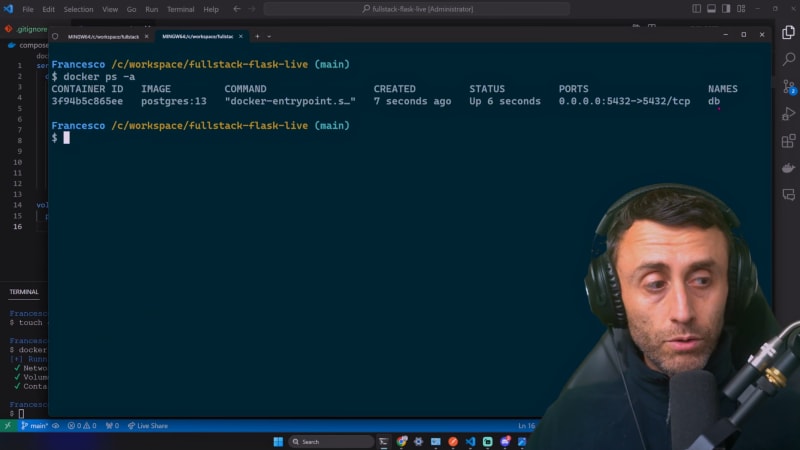 .gitignore
File Edit Selection View Go Run Terminal Help
fullstack-flask-live [Administrator]
compose
MINGW64:/c/workspace/fullstack
MINGW64:/c/workspace/fullstac
Francesco /c/workspace/fullstack-flask-live (main)
$ docker ps -a
CONTAINER ID IMAGE COMMAND CREATED STATUS PORTS NAMES
3f94b5c865ee postgres:13 "docker-entrypoint.s…" 7 seconds ago Up 6 seconds 0.0.0.0:5432->5432/tcp db
Francesco /c/workspace/fullstack-flask-live (main)
$
doc
1 ser
2
3
4
5
6
7
8
9
10
11
12
13
14 vol
15 p
16
TERMINAL
Francesc
$ touch
Francesc
$ docker
[+] Runn
✓ Netwo
✓ Volum
✓ Conta
Francesc
$
main* 0 0 0 Live Share
Ln 16
Search